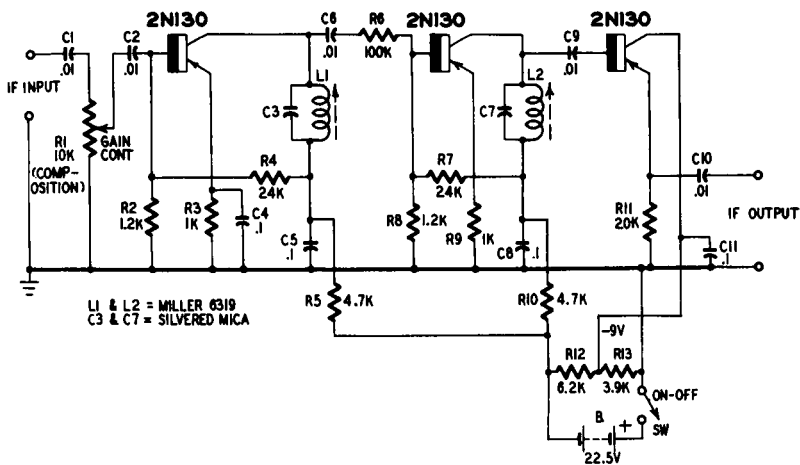 2N130
2N130
2N130
C1
.01
C2
.01
C6
.01
R6
100K
C9
.01
IF INPUT
R1
10K
(COMP-
OSITION)
GAIN
CONT
C3
L1
C7
L2
R4
24K
R7
24K
C10
.01
R2
1.2K
R3
1K
C4
.1
C5
.1
R8
1.2K
R9
1K
C8
.1
R11
20K
IF OUTPUT
C11
.1
L1 & L2 = MILLER 6319
C3 & C7 = SILVERED MICA
R5
4.7K
R10
4.7K
-9V
R12
6.2K
R13
3.9K
ON-OFF
SW
B
+
22.5V